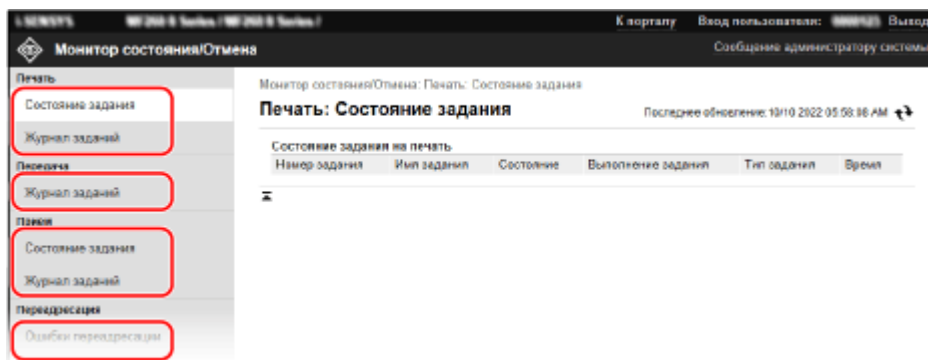 К порталу Вход пользователя: Выход
Монитор состояния/Отмена
Сообщение администратору системы
Печать
Состояние задания
Журнал заданий
Передача
Журнал заданий
Прием
Состояние задания
Журнал заданий
Переадресация
Ошибки переадресации
Монитор состояния/Отмена: Печать: Состояние задания
Печать: Состояние задания
Последнее обновление: 10/10 2022 05:58:06 AM
Состояние задания на печать
Номер задания Имя задания Состояние Выполнение задания Тип задания Время